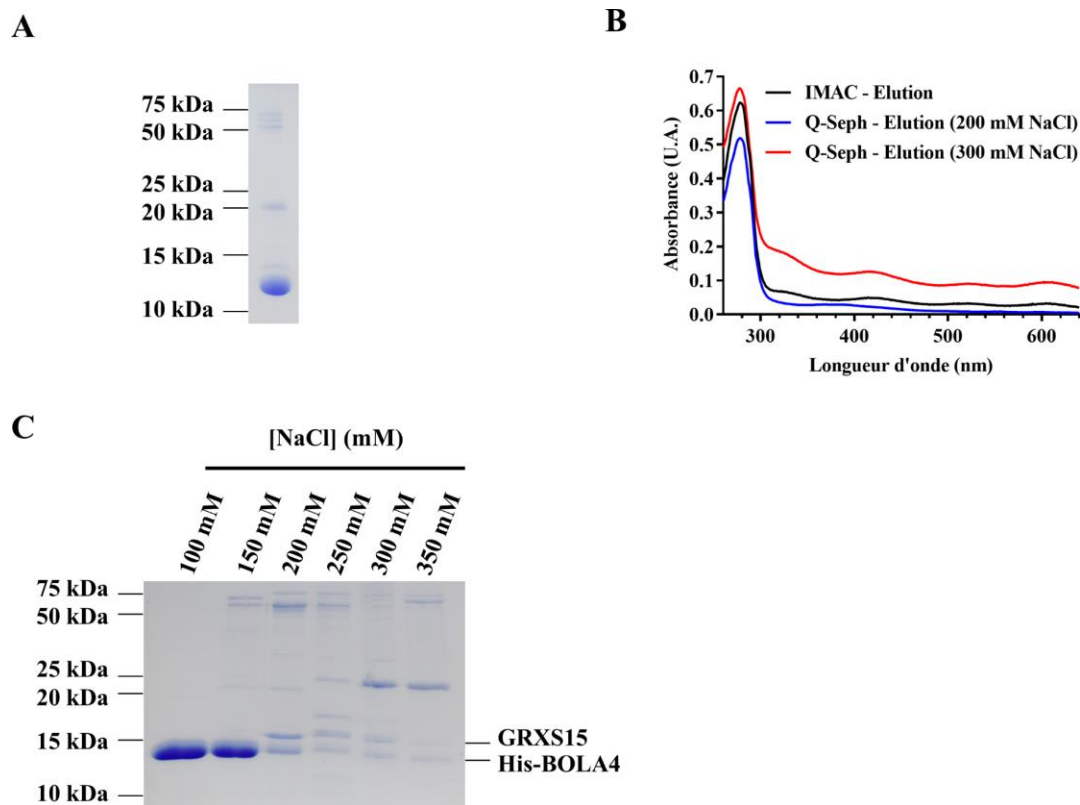 A
75 kDa
50 kDa
25 kDa
20 kDa
15 kDa
10 kDa
B
0.7
0.6
0.5
0.4
0.3
0.2
0.1
0.0
Absorbance (U.A.)
IMAC - Elution
Q-Seph - Elution (200 mM NaCl)
Q-Seph - Elution (300 mM NaCl)
300 400 500 600
Longueur d'onde (nm)
C
[NaCl] (mM)
100 mM 150 mM 200 mM 250 mM 300 mM 350 mM
75 kDa
50 kDa
25 kDa
20 kDa
15 kDa
10 kDa
GRXS15
His-BOLA4